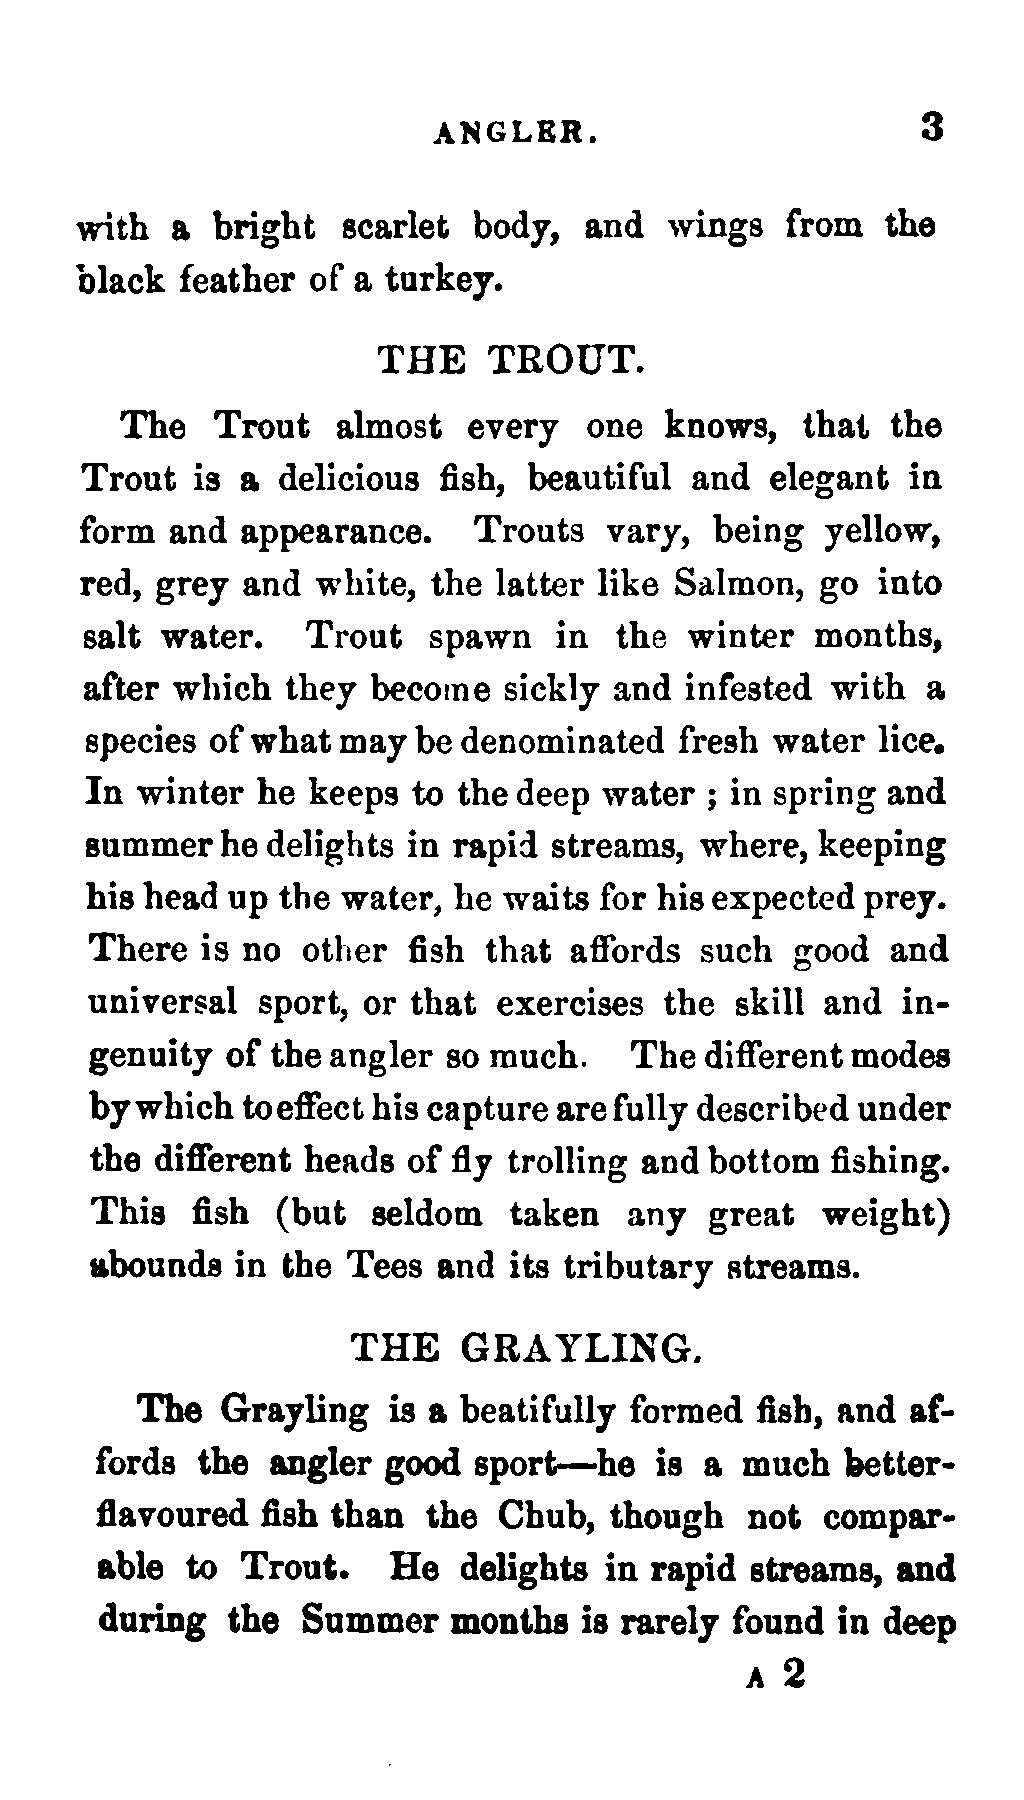 ANGLER. 3
with a bright scarlet body, and wings from the
black feather of a turkey.
THE TROUT.
The Trout almost every one knows, that the
Trout is a delicious fish, beautiful and elegant in
form and appearance. Trouts vary, being yellow,
red, grey and white, the latter like Salmon, go into
salt water. Trout spawn in the winter months,
after which they become sickly and infested with a
species of what may be denominated fresh water lice.
In winter he keeps to the deep water ; in spring and
summer he delights in rapid streams, where, keeping
his head up the water, he waits for his expected prey.
There is no other fish that affords such good and
universal sport, or that exercises the skill and in-
genuity of the angler so much. The different modes
by which to effect his capture are fully described under
the different heads of fly trolling and bottom fishing.
This fish (but seldom taken any great weight)
abounds in the Tees and its tributary streams.
THE GRAYLING.
The Grayling is a beatifully formed fish, and af-
fords the angler good sport—he is a much better-
flavoured fish than the Chub, though not compar-
able to Trout. He delights in rapid streams, and
during the Summer months is rarely found in deep
A 2